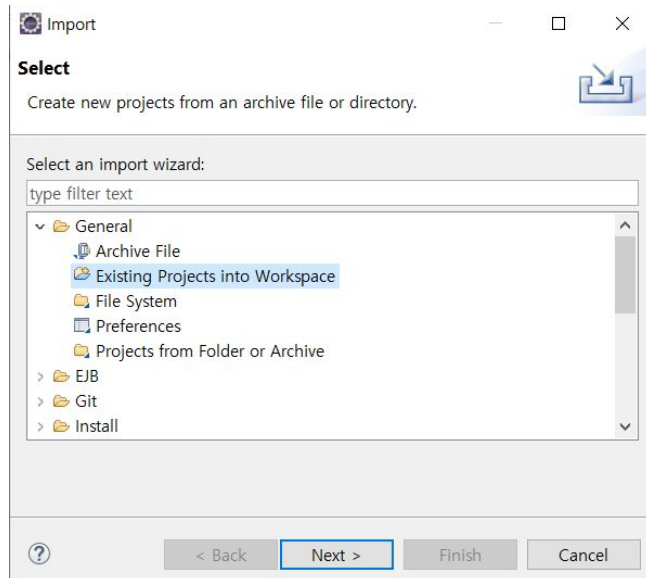 Import
Select
Create new projects from an archive file or directory.
Select an import wizard:
type filter text
General
Archive File
Existing Projects into Workspace
File System
Preferences
Projects from Folder or Archive
EJB
Git
Install
?
< Back
Next >
Finish
Cancel